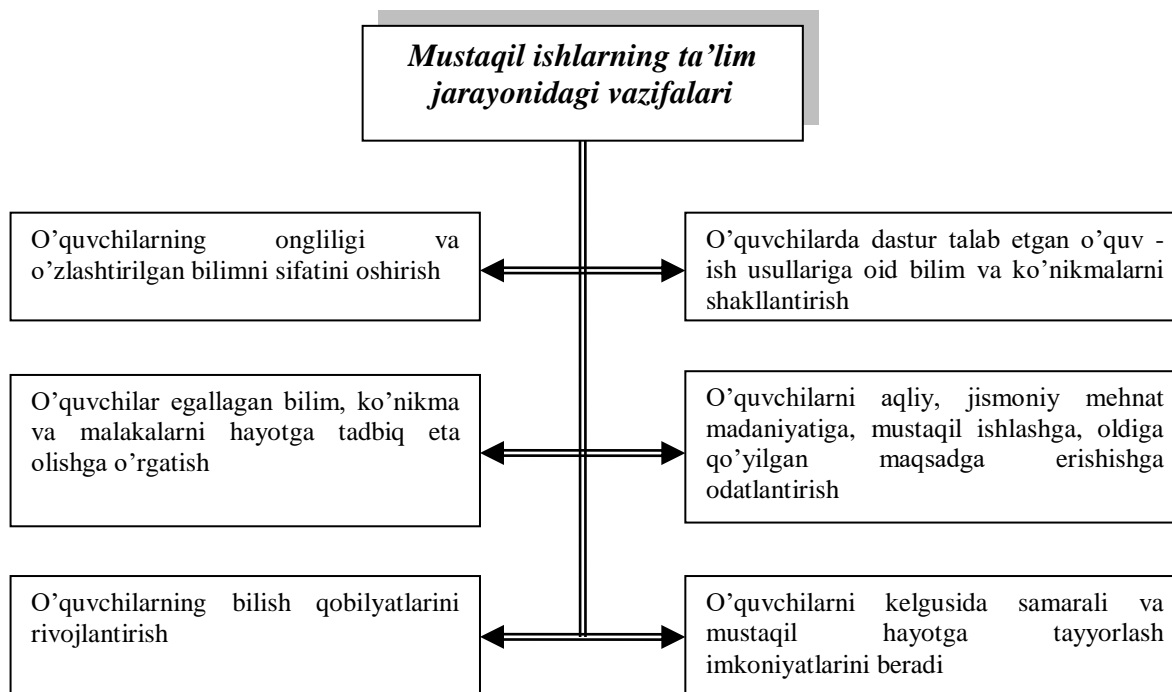 Mustaqil ishlarning ta’lim
jarayonidagi vazifalari
O’quvchilarning ongliligi va
o’zlashtirilgan bilimni sifatini oshirish
O’quvchilarda dastur talab etgan o’quv -
ish usullariga oid bilim va ko’nikmalarni
shakllantirish
O’quvchilar egallagan bilim, ko’nikma
va malakalarni hayotga tadbiq eta
olishga o’rgatish
O’quvchilarni aqliy, jismoniy mehnat
madaniyatiga, mustaqil ishlashga, oldiga
qo’yilgan maqsadga erishishga
odatlantirish
O’quvchilarning bilish qobilyatlarini
rivojlantirish
O’quvchilarni kelgusida samarali va
mustaqil hayotga tayyorlash
imkoniyatlarini beradi